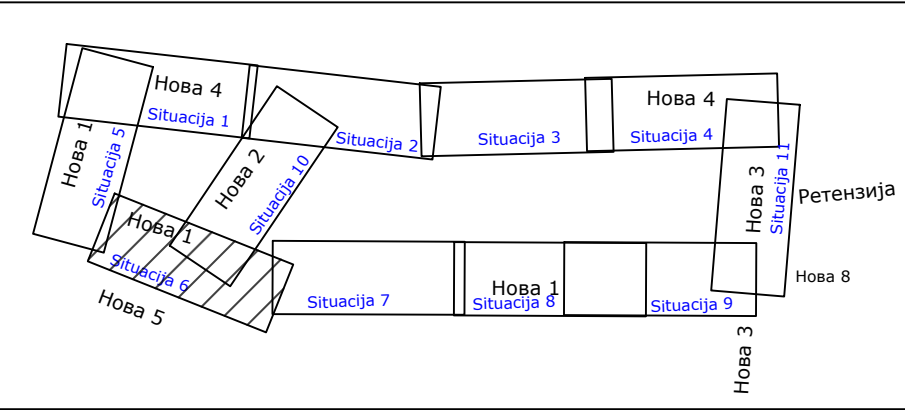 Нова 4
Situacija 1
Situacija 2
Situacija 3
Нова 4
Situacija 4
Нова 1
Situacija 5
Нова 2
Situacija 10
Нова 3
Situacija 11
Ретензија
Нова 1
Situacija 6
Нова 5
Situacija 7
Нова 1
Situacija 8
Situacija 9
Нова 8
Нова 3